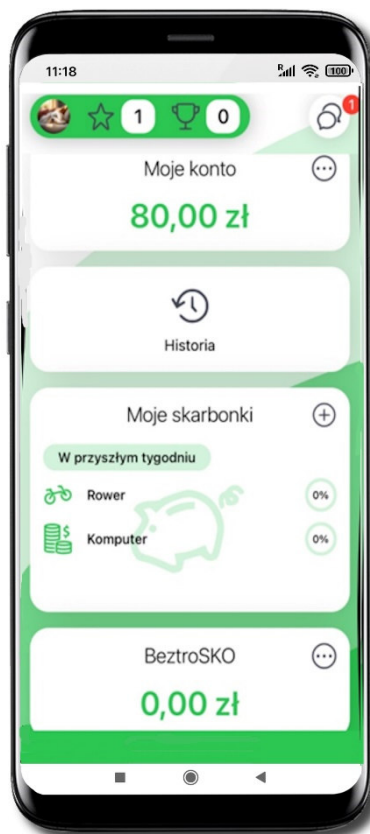 11:18
R
100
1
0
1
Moje konto
80,00 zł
Historia
Moje skarbonki
W przyszłym tygodniu
Rower
0%
$
Komputer
0%
BeztroSKO
0,00 zł